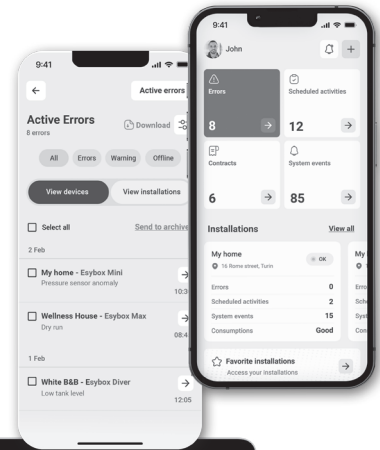 9:41
Active errors
Active Errors
8 errors
Download
All
Errors
Warning
Offline
View devices
View installations
Select all
Send to archive
2 Feb
My home - Esybox Mini
Pressure sensor anomaly
Wellness House - Esybox Max
Dry run
1 Feb
White B&B - Esybox Diver
Low tank level
12:05
9:41
John
Errors
8
Scheduled activities
12
Contracts
6
System events
85
Installations
View all
My home
16 Rome street, Turin
OK
Errors
0
Scheduled activities
2
System events
15
Consumptions
Good
My
Favorite installations
Access your installations